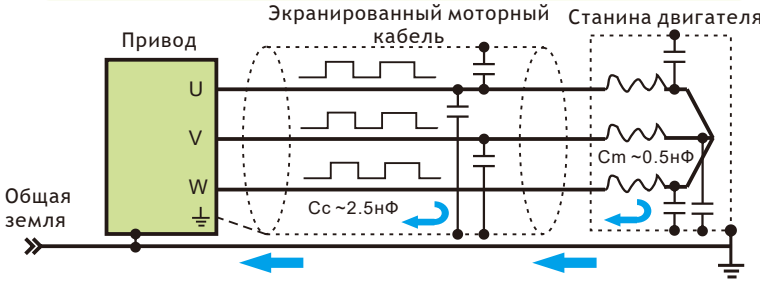 Экранированный моторный
кабель
Станина двигателя
Привод
U
V
W
Cm ~0.5нФ
Cc ~2.5нФ
Общая
земля